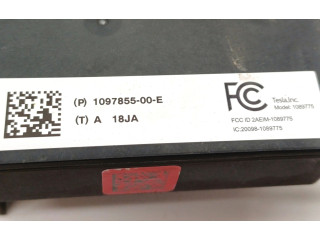 (P) 1097855-00-E
(T) A 18JA
FC
Tesla,Inc.
Model: 1089775
FCC ID 2AEIM-1089775
IC:20098-1089775